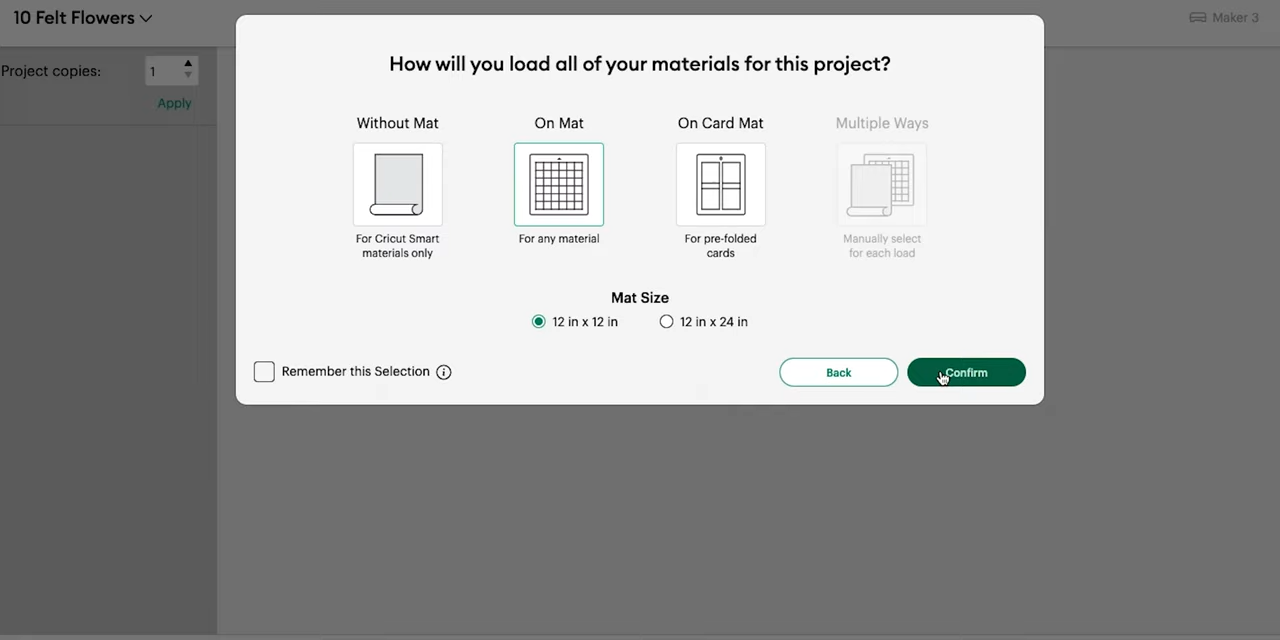 10 Felt Flowers
Maker 3
Project copies:
1
Apply
How will you load all of your materials for this project?
Without Mat
On Mat
On Card Mat
Multiple Ways
For Cricut Smart
materials only
For any material
For pre-folded
cards
Manually select
for each load
Mat Size
12 in x 12 in
12 in x 24 in
Remember this Selection
Back
Confirm